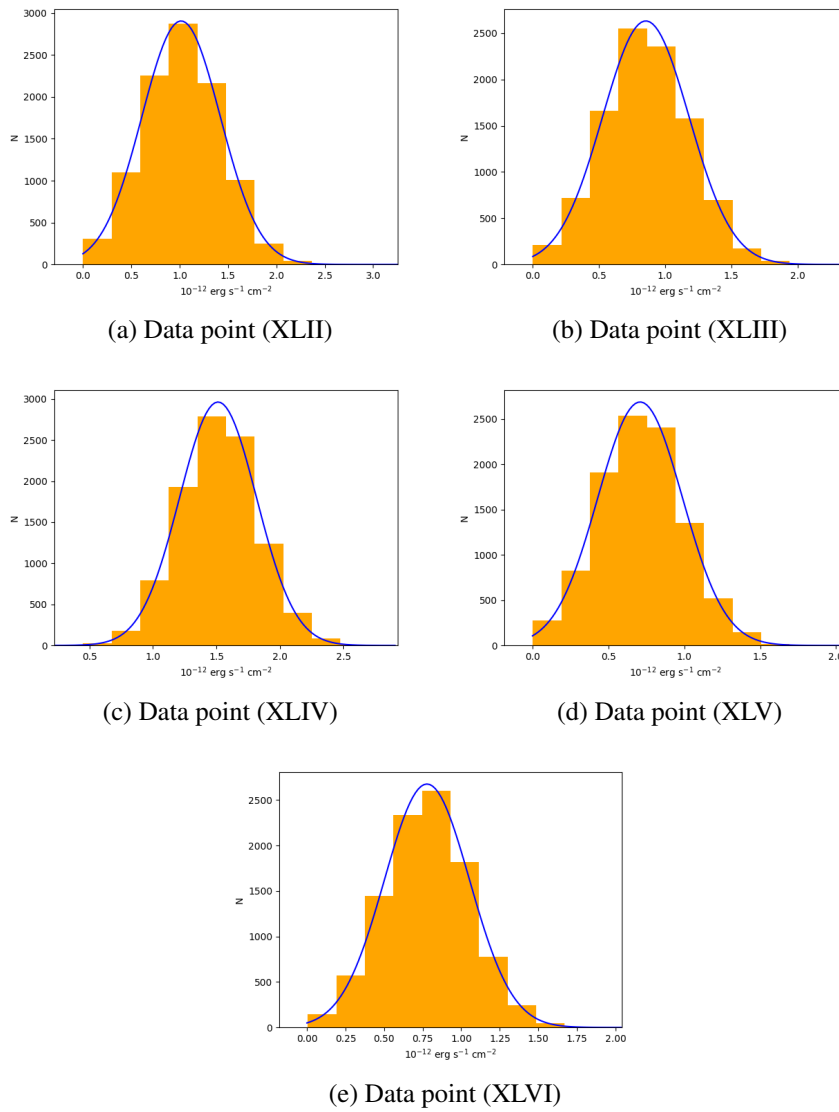 3000
2500
2000
1500
1000
500
0
N
0.0 0.5 1.0 1.5 2.0 2.5 3.0
10⁻¹² erg s⁻¹ cm⁻²
(a) Data point (XLII)
2500
2000
1500
1000
500
0
N
0.0 0.5 1.0 1.5 2.0
10⁻¹² erg s⁻¹ cm⁻²
(b) Data point (XLIII)
3000
2500
2000
1500
1000
500
0
N
0.5 1.0 1.5 2.0 2.5
10⁻¹² erg s⁻¹ cm⁻²
(c) Data point (XLIV)
2500
2000
1500
1000
500
0
N
0.0 0.5 1.0 1.5 2.0
10⁻¹² erg s⁻¹ cm⁻²
(d) Data point (XLV)
2500
2000
1500
1000
500
0
N
0.00 0.25 0.50 0.75 1.00 1.25 1.50 1.75 2.00
10⁻¹² erg s⁻¹ cm⁻²
(e) Data point (XLVI)